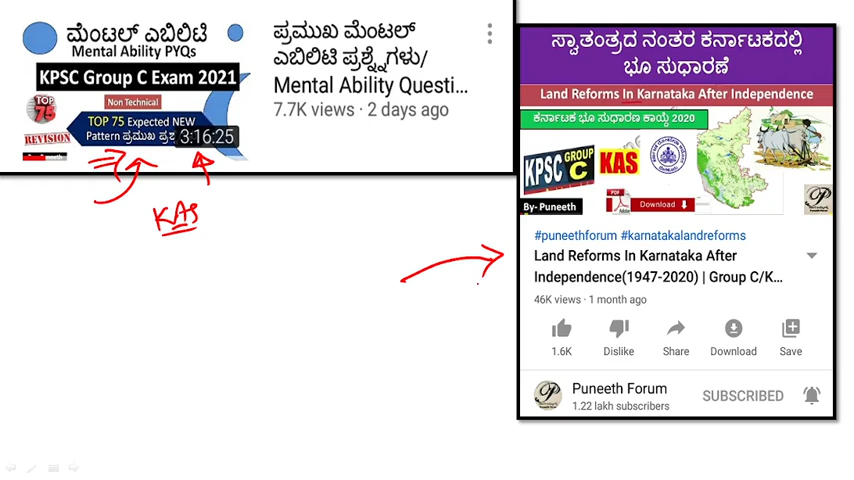 ಮೆಂಟಲ್ ಎಬಿಲಿಟಿ
Mental Ability PYQs
KPSC Group C Exam 2021
TOP 75
Non Technical
TOP 75 Expected NEW
Pattern ಪ್ರಮುಖ
REVISION
3:16:25
ಪ್ರಮುಖ ಮೆಂಟಲ್
ಎಬಿಲಿಟಿ ಪ್ರಶ್ನೆಗಳು/
Mental Ability Questi...
7.7K views · 2 days ago
KAS
ಸ್ವಾತಂತ್ರದ ನಂತರ ಕರ್ನಾಟಕದಲ್ಲಿ
ಭೂ ಸುಧಾರಣೆ
Land Reforms In Karnataka After Independence
ಕರ್ನಾಟಕ ಭೂ ಸುಧಾರಣ ಕಾಯ್ದೆ 2020
KPSC GROUP C
KAS
PDF
Adobe
Download
By- Puneeth
#puneethforum #karnatakalandreforms
Land Reforms In Karnataka After
Independence(1947-2020) | Group C/K...
46K views · 1 month ago
1.6K Dislike Share Download Save
Puneeth Forum
1.22 lakh subscribers
SUBSCRIBED